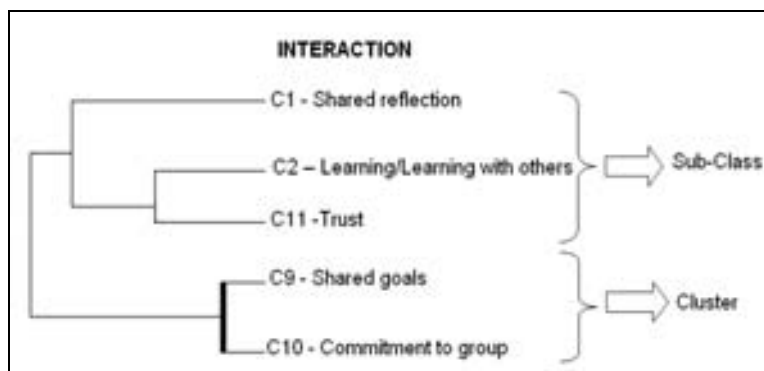 INTERACTION
C1 - Shared reflection
C2 – Learning/Learning with others
Sub-Class
C11 -Trust
C9 - Shared goals
Cluster
C10 - Commitment to group